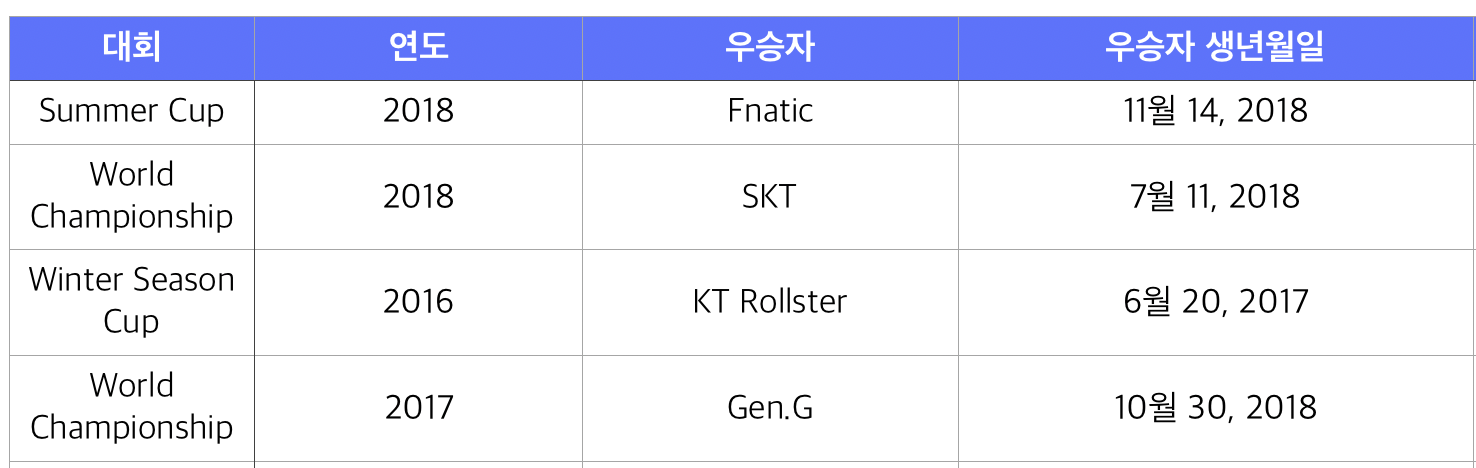 대회 연도 우승자 우승자 생년월일
Summer Cup 2018 Fnatic 11월 14, 2018
World
Championship 2018 SKT 7월 11, 2018
Winter Season
Cup 2016 KT Rollster 6월 20, 2017
World
Championship 2017 Gen.G 10월 30, 2018